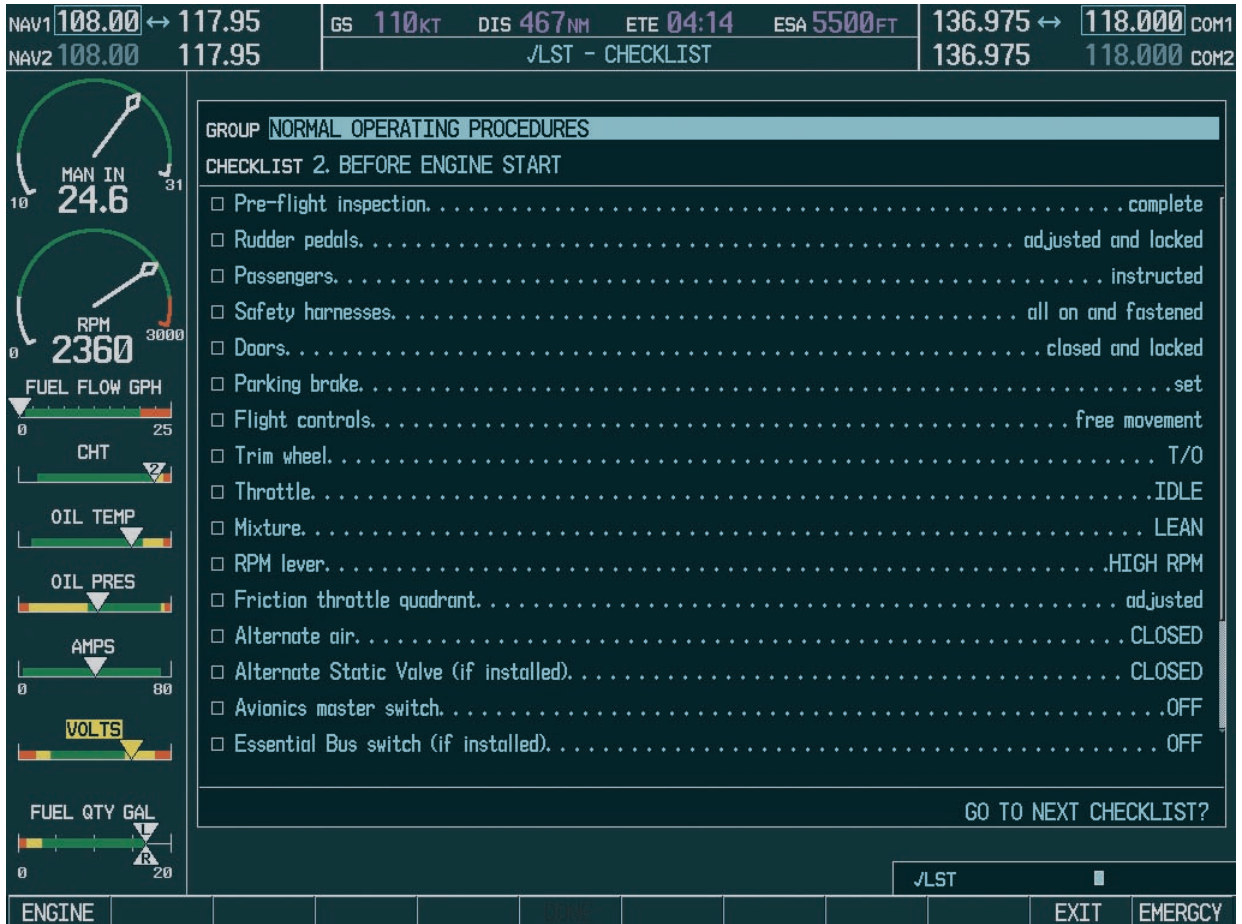 NAV1 108.00 ↔ 117.95 GS 110KT DIS 467NM ETE 04:14 ESA 5500FT 136.975 ↔ 118.000 COM1
NAV2 108.00 117.95 √LST - CHECKLIST 136.975 118.000 COM2
MAN IN
10 24.6 31
RPM
0 2360 3000
FUEL FLOW GPH
0 25
CHT
2
OIL TEMP
OIL PRES
AMPS
0 80
VOLTS
FUEL QTY GAL
L
R
0 20
GROUP NORMAL OPERATING PROCEDURES
CHECKLIST 2. BEFORE ENGINE START
Pre-flight inspection. . . . . . . . . . complete
Rudder pedals. . . . . . . . . . adjusted and locked
Passengers. . . . . . . . . . instructed
Safety harnesses. . . . . . . . . . all on and fastened
Doors. . . . . . . . . . closed and locked
Parking brake. . . . . . . . . . set
Flight controls. . . . . . . . . . free movement
Trim wheel. . . . . . . . . . T/O
Throttle. . . . . . . . . . IDLE
Mixture. . . . . . . . . . LEAN
RPM lever. . . . . . . . . . HIGH RPM
Friction throttle quadrant. . . . . . . . . . adjusted
Alternate air. . . . . . . . . . CLOSED
Alternate Static Valve (if installed). . . . . . . . . . CLOSED
Avionics master switch. . . . . . . . . . OFF
Essential Bus switch (if installed). . . . . . . . . . OFF
GO TO NEXT CHECKLIST?
√LST
ENGINE EXIT EMERGCY